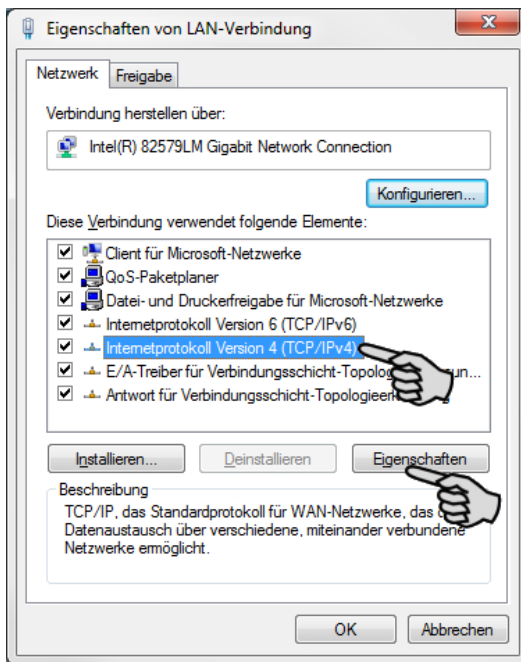 Eigenschaften von LAN-Verbindung
Netzwerk
Freigabe
Verbindung herstellen über:
Intel(R) 82579LM Gigabit Network Connection
Konfigurieren...
Diese Verbindung verwendet folgende Elemente:
Client für Microsoft-Netzwerke
QoS-Paketplaner
Datei- und Druckerfreigabe für Microsoft-Netzwerke
Internetprotokoll Version 6 (TCP/IPv6)
Internetprotokoll Version 4 (TCP/IPv4)
E/A-Treiber für Verbindungsschicht-
Antwort für Verbindungsschicht-
Installieren...
Deinstallieren
Eigenschaften
Beschreibung
TCP/IP, das Standardprotokoll für WAN-Netzwerke, das
Datenaustausch über verschiedene, miteinander verbundene
Netzwerke ermöglicht.
OK
Abbrechen